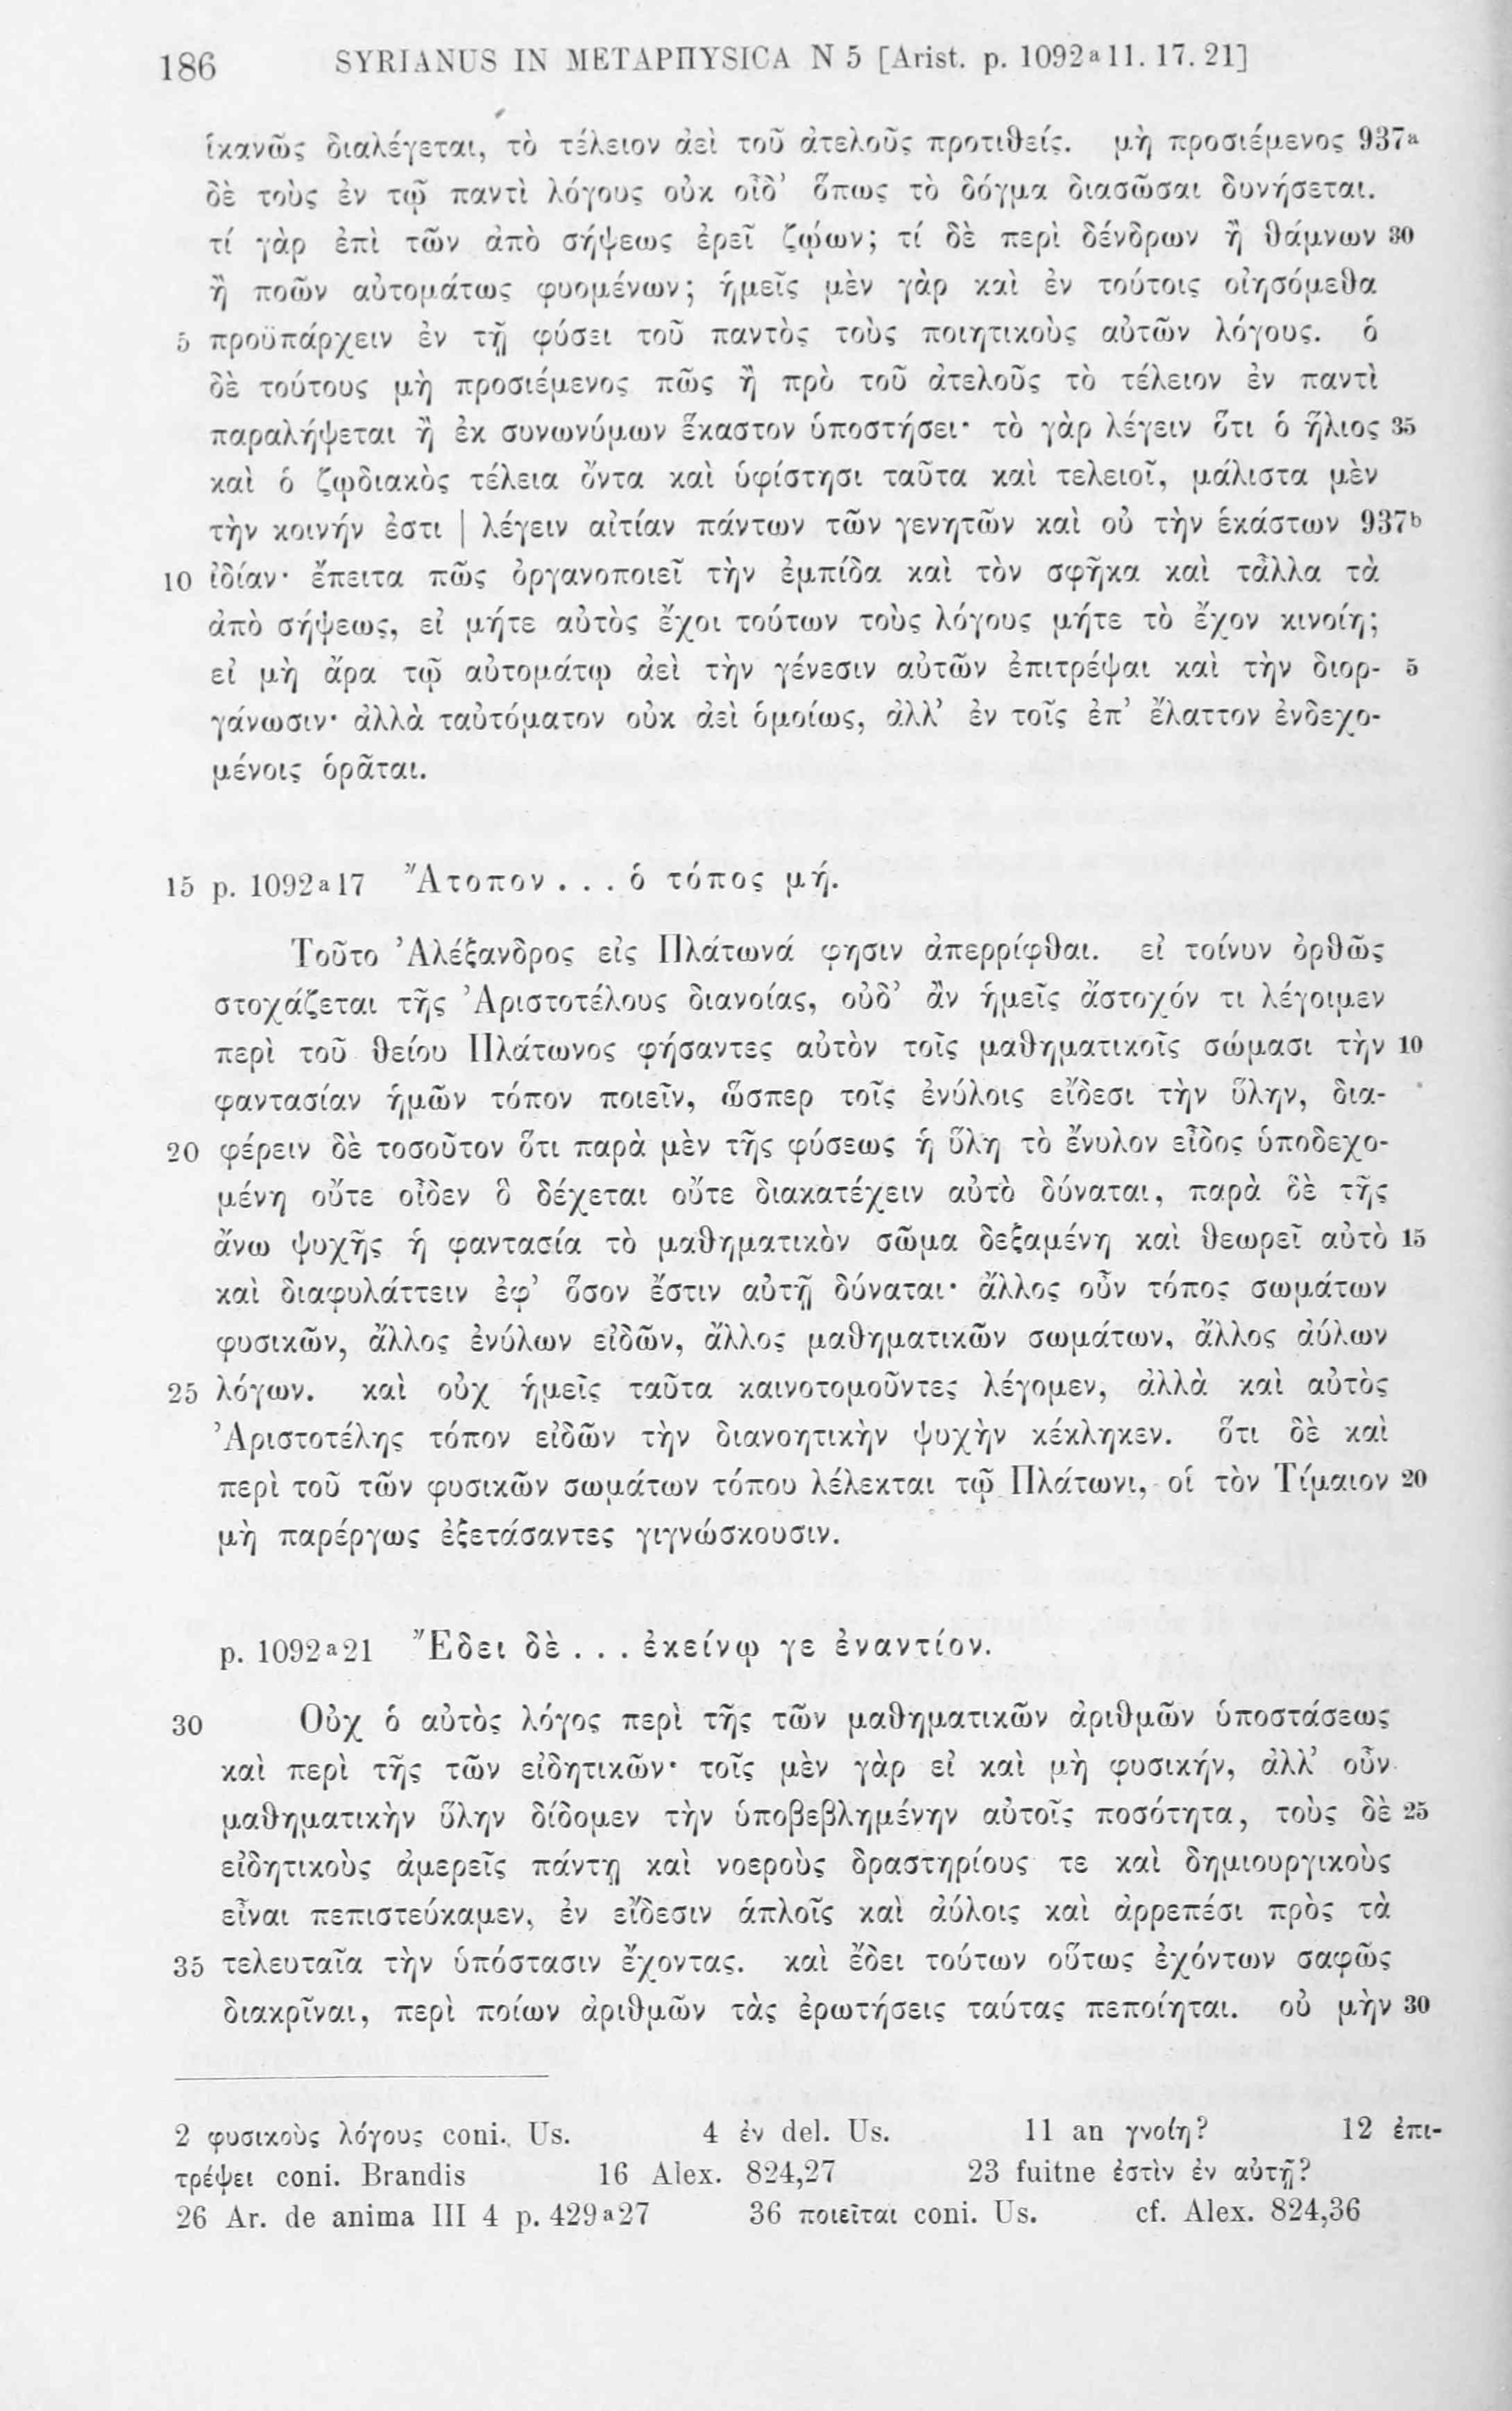 186 SYRIANUS IN METAPHYSICA N 5 [Arist. p. 1092ᵃ11. 17. 21]
ἱκανῶς διαλέγεται, τὸ τέλειον ἀεὶ τοῦ ἀτελοῦς προτιθείς. μὴ προσιέμενος 937ᵃ
δὲ τοὺς ἐν τῷ παντὶ λόγους οὐκ οἶδ’ ὅπως τὸ δόγμα διασῶσαι δυνήσεται.
τί γὰρ ἐπὶ τῶν ἀπὸ σήψεως ἐρεῖ ζῴων; τί δὲ περὶ δένδρων ἢ θάμνων 30
ἢ ποῶν αὐτομάτως φυομένων; ἡμεῖς μὲν γὰρ καὶ ἐν τούτοις οἰησόμεθα
5 προϋπάρχειν ἐν τῇ φύσει τοῦ παντὸς τοὺς ποιητικοὺς αὐτῶν λόγους. ὁ
δὲ τούτους μὴ προσιέμενος πῶς ἢ πρὸ τοῦ ἀτελοῦς τὸ τέλειον ἐν παντὶ
παραλήψεται ἢ ἐκ συνωνύμων ἕκαστον ὑποστήσει· τὸ γὰρ λέγειν ὅτι ὁ ἥλιος 35
καὶ ὁ ζῳδιακὸς τέλεια ὄντα καὶ ὑφίστησι ταῦτα καὶ τελειοῖ, μάλιστα μὲν
τὴν κοινήν ἐστι | λέγειν αἰτίαν πάντων τῶν γενητῶν καὶ οὐ τὴν ἑκάστων 937ᵇ
10 ἰδίαν· ἔπειτα πῶς ὀργανοποιεῖ τὴν ἐμπίδα καὶ τὸν σφῆκα καὶ τἆλλα τὰ
ἀπὸ σήψεως, εἰ μήτε αὐτὸς ἔχοι τούτων τοὺς λόγους μήτε τὸ ἔχον κινοίη;
εἰ μὴ ἄρα τῷ αὐτομάτῳ ἀεὶ τὴν γένεσιν αὐτῶν ἐπιτρέψαι καὶ τὴν διορ- 5
γάνωσιν· ἀλλὰ ταὐτόματον οὐκ ἀεὶ ὁμοίως, ἀλλ’ ἐν τοῖς ἐπ’ ἔλαττον ἐνδεχο-
μένοις ὁρᾶται.
15 p. 1092ᵃ17 Ἄτοπον . . . ὁ τόπος μή.
Τοῦτο Ἀλέξανδρος εἰς Πλάτωνά φησιν ἀπερρίφθαι. εἰ τοίνυν ὀρθῶς
στοχάζεται τῆς Ἀριστοτέλους διανοίας, οὐδ’ ἂν ἡμεῖς ἄστοχόν τι λέγοιμεν
περὶ τοῦ θείου Πλάτωνος φήσαντες αὐτὸν τοῖς μαθηματικοῖς σώμασι τὴν 10
φαντασίαν ἡμῶν τόπον ποιεῖν, ὥσπερ τοῖς ἐνύλοις εἴδεσι τὴν ὕλην, δια-
20 φέρειν δὲ τοσοῦτον ὅτι παρὰ μὲν τῆς φύσεως ἡ ὕλη τὸ ἔνυλον εἶδος ὑποδεχο-
μένη οὔτε οἶδεν ὃ δέχεται οὔτε διακατέχειν αὐτὸ δύναται, παρὰ δὲ τῆς
ἄνω ψυχῆς ἡ φαντασία τὸ μαθηματικὸν σῶμα δεξαμένη καὶ θεωρεῖ αὐτὸ 15
καὶ διαφυλάττειν ἐφ’ ὅσον ἔστιν αὐτῇ δύναται· ἄλλος οὖν τόπος σωμάτων
φυσικῶν, ἄλλος ἐνύλων εἰδῶν, ἄλλος μαθηματικῶν σωμάτων, ἄλλος ἀύλων
25 λόγων. καὶ οὐχ ἡμεῖς ταῦτα καινοτομοῦντες λέγομεν, ἀλλὰ καὶ αὐτὸς
Ἀριστοτέλης τόπον εἰδῶν τὴν διανοητικὴν ψυχὴν κέκληκεν. ὅτι δὲ καὶ
περὶ τοῦ τῶν φυσικῶν σωμάτων τόπου λέλεκται τῷ Πλάτωνι, οἱ τὸν Τίμαιον 20
μὴ παρέργως ἐξετάσαντες γιγνώσκουσιν.
p. 1092ᵃ21 Ἔδει δὲ . . . ἐκείνῳ γε ἐναντίον.
30 Οὐχ ὁ αὐτὸς λόγος περὶ τῆς τῶν μαθηματικῶν ἀριθμῶν ὑποστάσεως
καὶ περὶ τῆς τῶν εἰδητικῶν· τοῖς μὲν γὰρ εἰ καὶ μὴ φυσικήν, ἀλλ’ οὖν
μαθηματικὴν ὕλην δίδομεν τὴν ὑποβεβλημένην αὐτοῖς ποσότητα, τοὺς δὲ 25
εἰδητικοὺς ἀμερεῖς πάντῃ καὶ νοεροὺς δραστηρίους τε καὶ δημιουργικοὺς
εἶναι πεπιστεύκαμεν, ἐν εἴδεσιν ἁπλοῖς καὶ ἀύλοις καὶ ἀρρεπέσι πρὸς τὰ
35 τελευταῖα τὴν ὑπόστασιν ἔχοντας. καὶ ἔδει τούτων οὕτως ἐχόντων σαφῶς
διακρῖναι, περὶ ποίων ἀριθμῶν τὰς ἐρωτήσεις ταύτας πεποίηται. οὐ μὴν 30
2 φυσικοὺς λόγους coni. Us. 4 ἐν del. Us. 11 an γνοίη? 12 ἐπι-
τρέψει coni. Brandis 16 Alex. 824,27 23 fuitne ἐστὶν ἐν αὐτῇ?
26 Ar. de anima III 4 p. 429ᵃ27 36 ποιεῖται coni. Us. cf. Alex. 824,36